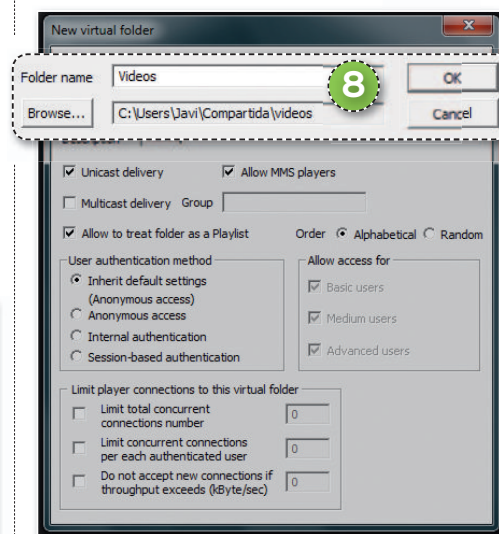 New virtual folder
Folder name Videos OK
8
Browse... C:\Users\Javi\Compartida\videos Cancel
Unicast delivery Allow MMS players
Multicast delivery Group
Allow to treat folder as a Playlist Order Alphabetical Random
User authentication method Allow access for
Inherit default settings
(Anonymous access)
Basic users
Anonymous access
Medium users
Internal authentication
Advanced users
Session-based authentication
Limit player connections to this virtual folder
Limit total concurrent
connections number 0
Limit concurrent connections
per each authenticated user 0
Do not accept new connections if
throughput exceeds (kByte/sec) 0